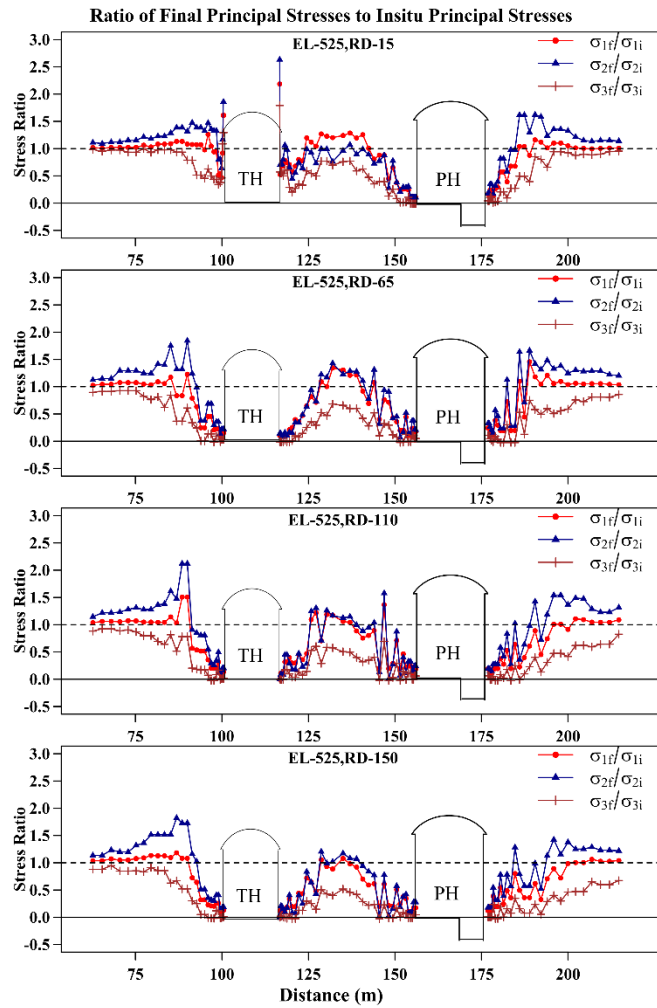 Ratio of Final Principal Stresses to Insitu Principal Stresses
EL-525,RD-15
σ1f/σ1i
σ2f/σ2i
σ3f/σ3i
Stress Ratio
3.0
2.5
2.0
1.5
1.0
0.5
0.0
-0.5
TH
PH
75 100 125 150 175 200
EL-525,RD-65
σ1f/σ1i
σ2f/σ2i
σ3f/σ3i
Stress Ratio
3.0
2.5
2.0
1.5
1.0
0.5
0.0
-0.5
TH
PH
75 100 125 150 175 200
EL-525,RD-110
σ1f/σ1i
σ2f/σ2i
σ3f/σ3i
Stress Ratio
3.0
2.5
2.0
1.5
1.0
0.5
0.0
-0.5
TH
PH
75 100 125 150 175 200
EL-525,RD-150
σ1f/σ1i
σ2f/σ2i
σ3f/σ3i
Stress Ratio
3.0
2.5
2.0
1.5
1.0
0.5
0.0
-0.5
TH
PH
75 100 125 150 175 200
Distance (m)